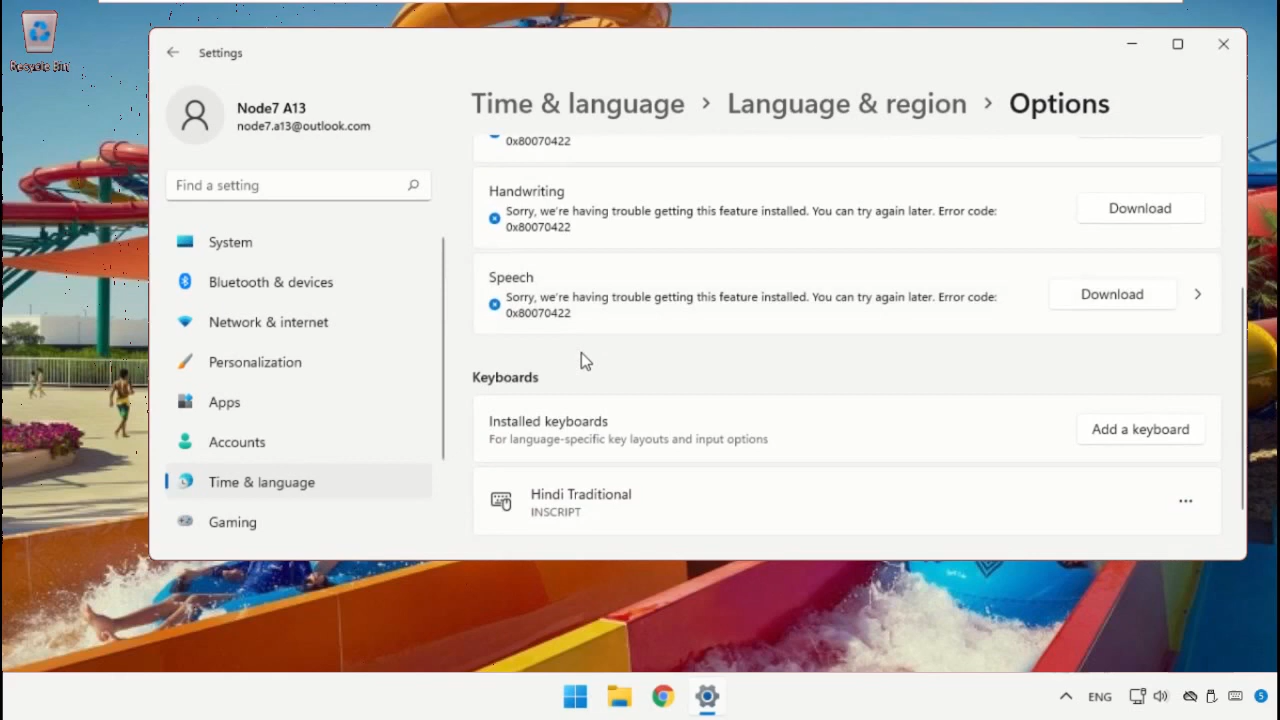 Recycle Bin
Settings
Node7 A13
node7.a13@outlook.com
Find a setting
System
Bluetooth & devices
Network & internet
Personalization
Apps
Accounts
Time & language
Gaming
Time & language > Language & region > Options
0x80070422
Handwriting
Sorry, we're having trouble getting this feature installed. You can try again later. Error code:
0x80070422
Download
Speech
Sorry, we're having trouble getting this feature installed. You can try again later. Error code:
0x80070422
Download
Keyboards
Installed keyboards
For language-specific key layouts and input options
Add a keyboard
Hindi Traditional
INSCRIPT
ENG
5